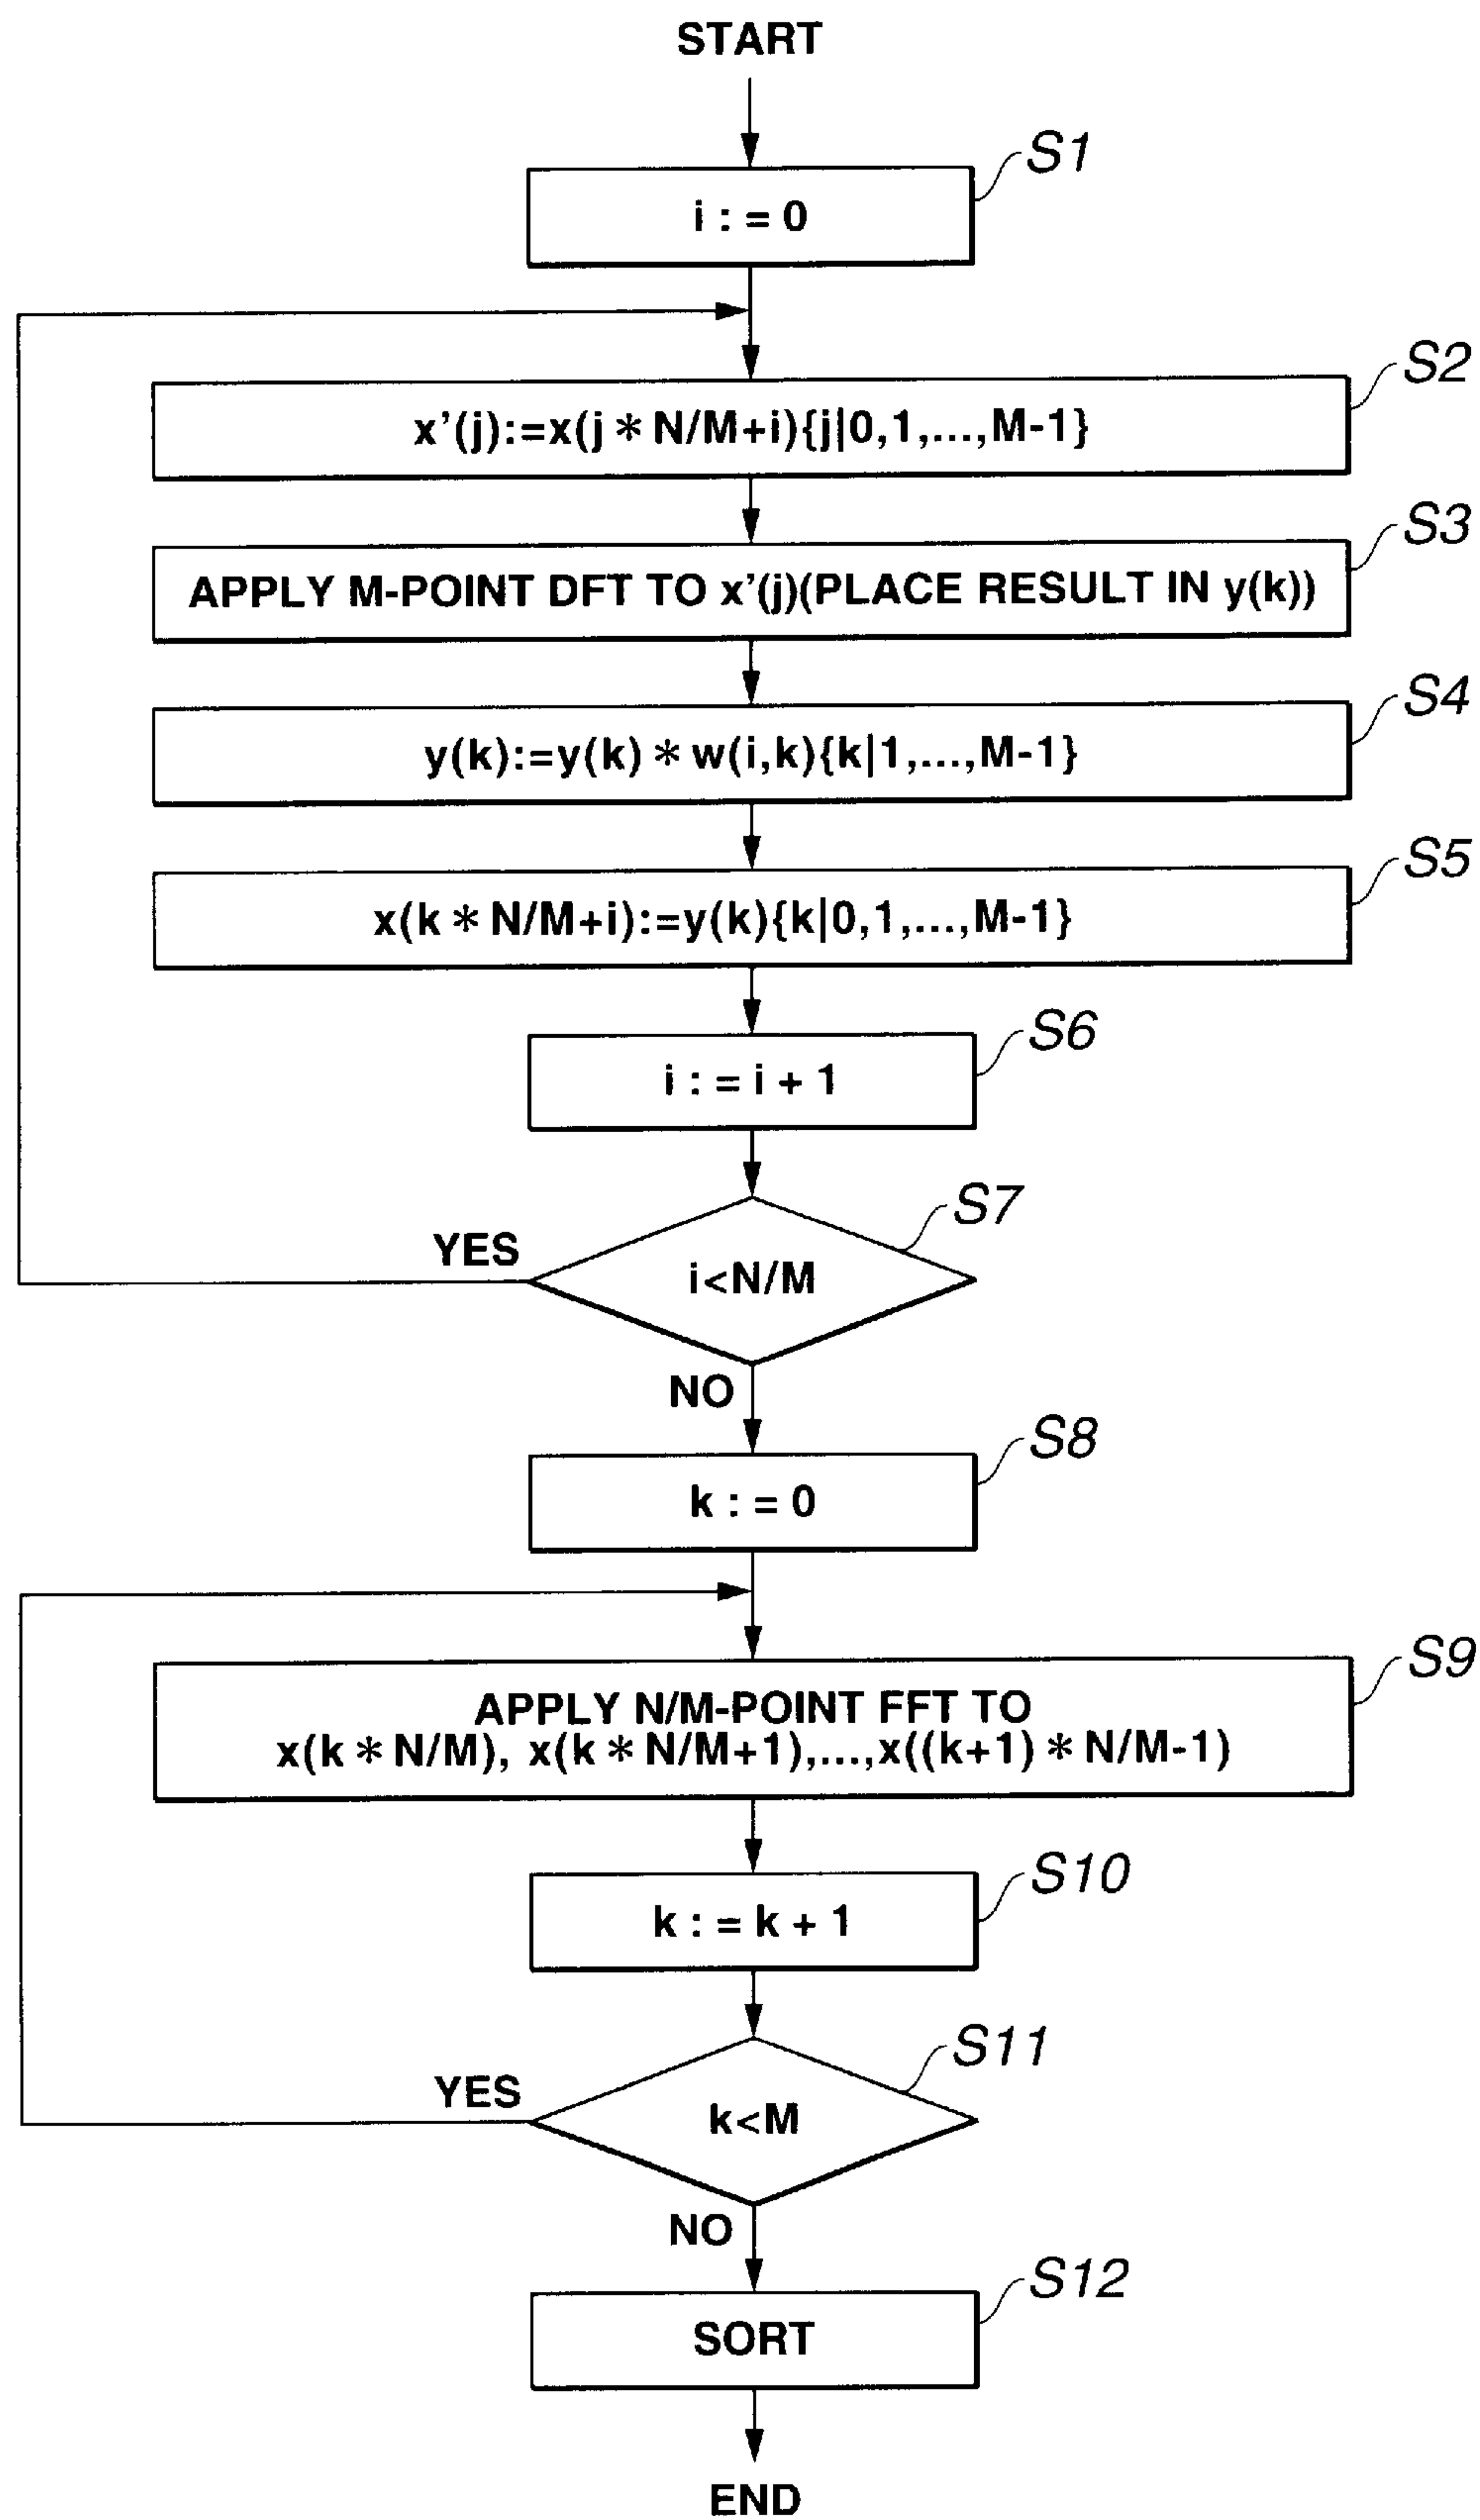 START
S1
i : = 0
S2
x'(j):=x(j * N/M+i){j|0,1,...,M-1}
S3
APPLY M-POINT DFT TO x'(j)(PLACE RESULT IN y(k))
S4
y(k):=y(k) * w(i,k){k|1,...,M-1}
S5
x(k * N/M+i):=y(k){k|0,1,...,M-1}
S6
i : = i + 1
S7
YES
i<N/M
NO
S8
k : = 0
S9
APPLY N/M-POINT FFT TO
x(k * N/M), x(k * N/M+1),...,x((k+1) * N/M-1)
S10
k : = k + 1
S11
YES
k<M
NO
S12
SORT
END